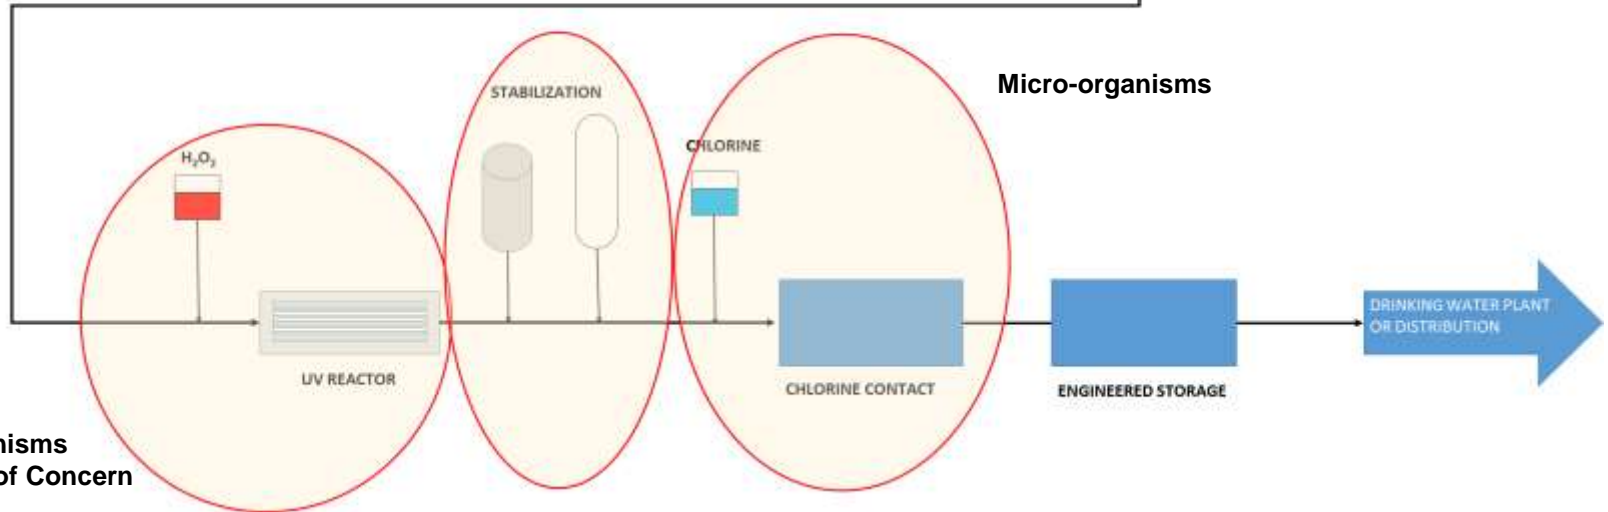 Micro-organisms
STABILIZATION
CHLORINE
H₂O₂
DRINKING WATER PLANT
OR DISTRIBUTION
UV REACTOR
CHLORINE CONTACT
ENGINEERED STORAGE
nisms
of Concern